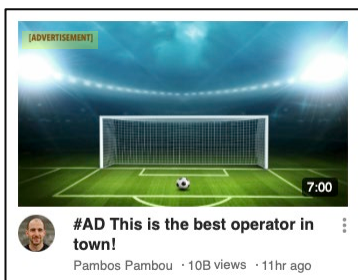 [ADVERTISEMENT]
7:00
#AD This is the best operator in
town!
Pambos Pambou · 10B views · 11hr ago